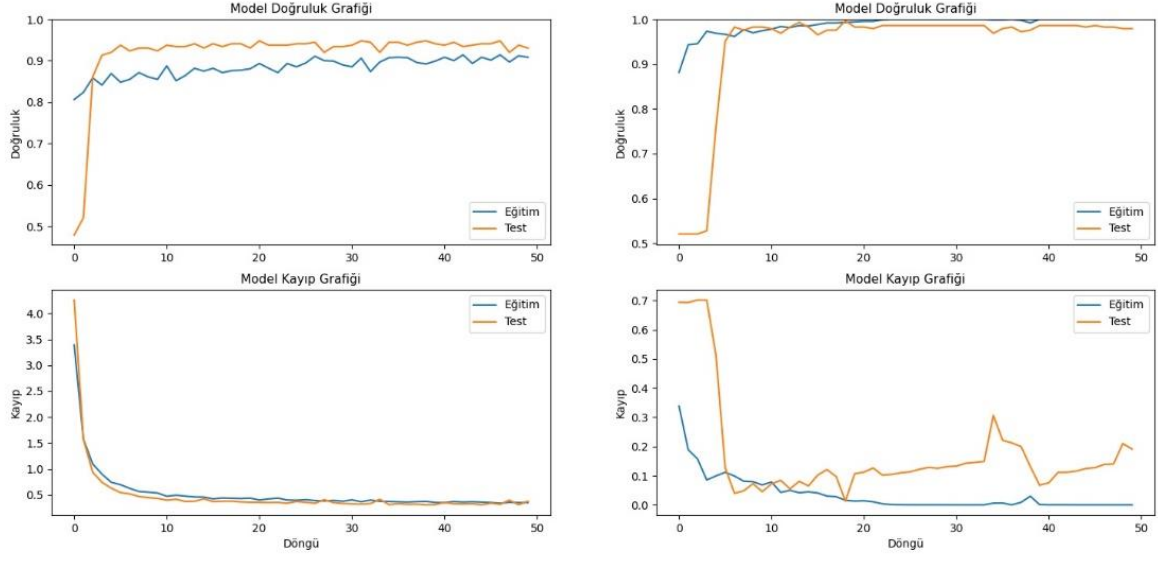 Model Doğruluk Grafiği
1.0
0.9
0.8
0.7
0.6
0.5
Doğruluk
Eğitim
Test
0 10 20 30 40 50
Model Kayıp Grafiği
4.0
3.5
3.0
2.5
2.0
1.5
1.0
0.5
Kayıp
Eğitim
Test
0 10 20 30 40 50
Döngü
Model Doğruluk Grafiği
1.0
0.9
0.8
0.7
0.6
0.5
Doğruluk
Eğitim
Test
0 10 20 30 40 50
Model Kayıp Grafiği
0.7
0.6
0.5
0.4
0.3
0.2
0.1
0.0
Kayıp
Eğitim
Test
0 10 20 30 40 50
Döngü